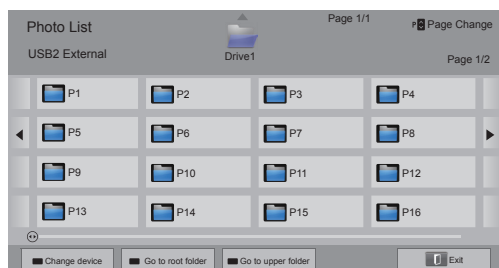 Photo List
Page 1/1
P Page Change
USB2 External
Drive1
Page 1/2
P1 P2 P3 P4
P5 P6 P7 P8
P9 P10 P11 P12
P13 P14 P15 P16
Change device Go to root folder Go to upper folder Exit